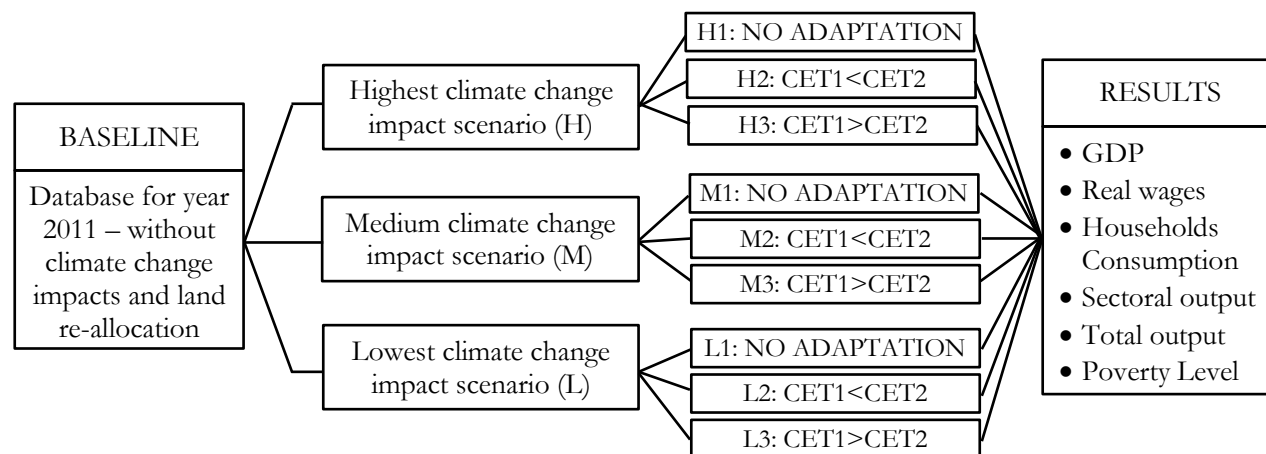 BASELINE
Database for year
2011 – without
climate change
impacts and land
re-allocation
Highest climate change
impact scenario (H)
Medium climate change
impact scenario (M)
Lowest climate change
impact scenario (L)
H1: NO ADAPTATION
H2: CET1<CET2
H3: CET1>CET2
M1: NO ADAPTATION
M2: CET1<CET2
M3: CET1>CET2
L1: NO ADAPTATION
L2: CET1<CET2
L3: CET1>CET2
RESULTS
• GDP
• Real wages
• Households
Consumption
• Sectoral output
• Total output
• Poverty Level